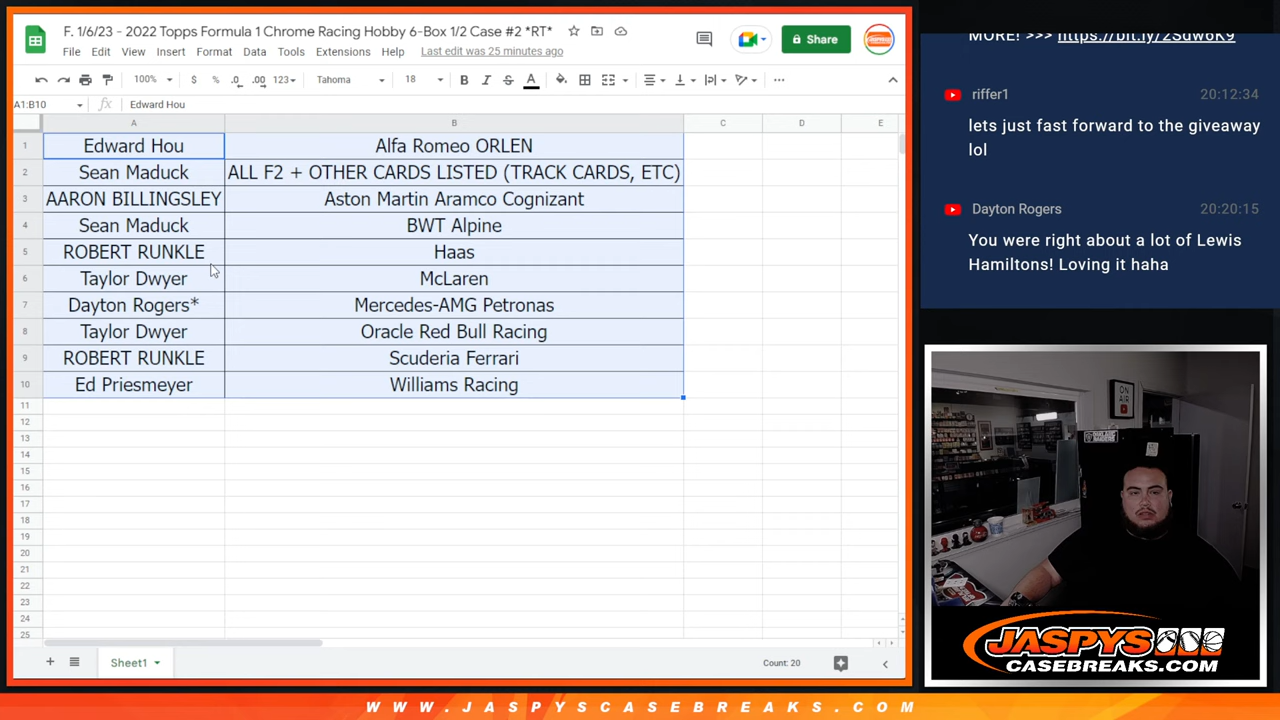 F. 1/6/23 - 2022 Topps Formula 1 Chrome Racing Hobby 6-Box 1/2 Case #2 *RT*
File Edit View Insert Format Data Tools Extensions Help Last edit was 25 minutes ago
Share
100% $ % .0 .00 123 Tahoma 18 B I S A
A1:B10 fx Edward Hou
A B C D E
1 Edward Hou Alfa Romeo ORLEN
2 Sean Maduck ALL F2 + OTHER CARDS LISTED (TRACK CARDS, ETC)
3 AARON BILLINGSLEY Aston Martin Aramco Cognizant
4 Sean Maduck BWT Alpine
5 ROBERT RUNKLE Haas
6 Taylor Dwyer McLaren
7 Dayton Rogers* Mercedes-AMG Petronas
8 Taylor Dwyer Oracle Red Bull Racing
9 ROBERT RUNKLE Scuderia Ferrari
10 Ed Priesmeyer Williams Racing
11
12
13
14
15
16
17
18
19
20
21
22
23
24
25
Sheet1
Count: 20
MORE! >>> https://bit.ly/2Sdw6K9
riffer1 20:12:34
lets just fast forward to the giveaway
lol
Dayton Rogers 20:20:15
You were right about a lot of Lewis
Hamiltons! Loving it haha
ON
AIR
JASPYS
CASEBREAKS.COM
WWW.JASPYSCASEBREAKS.COM